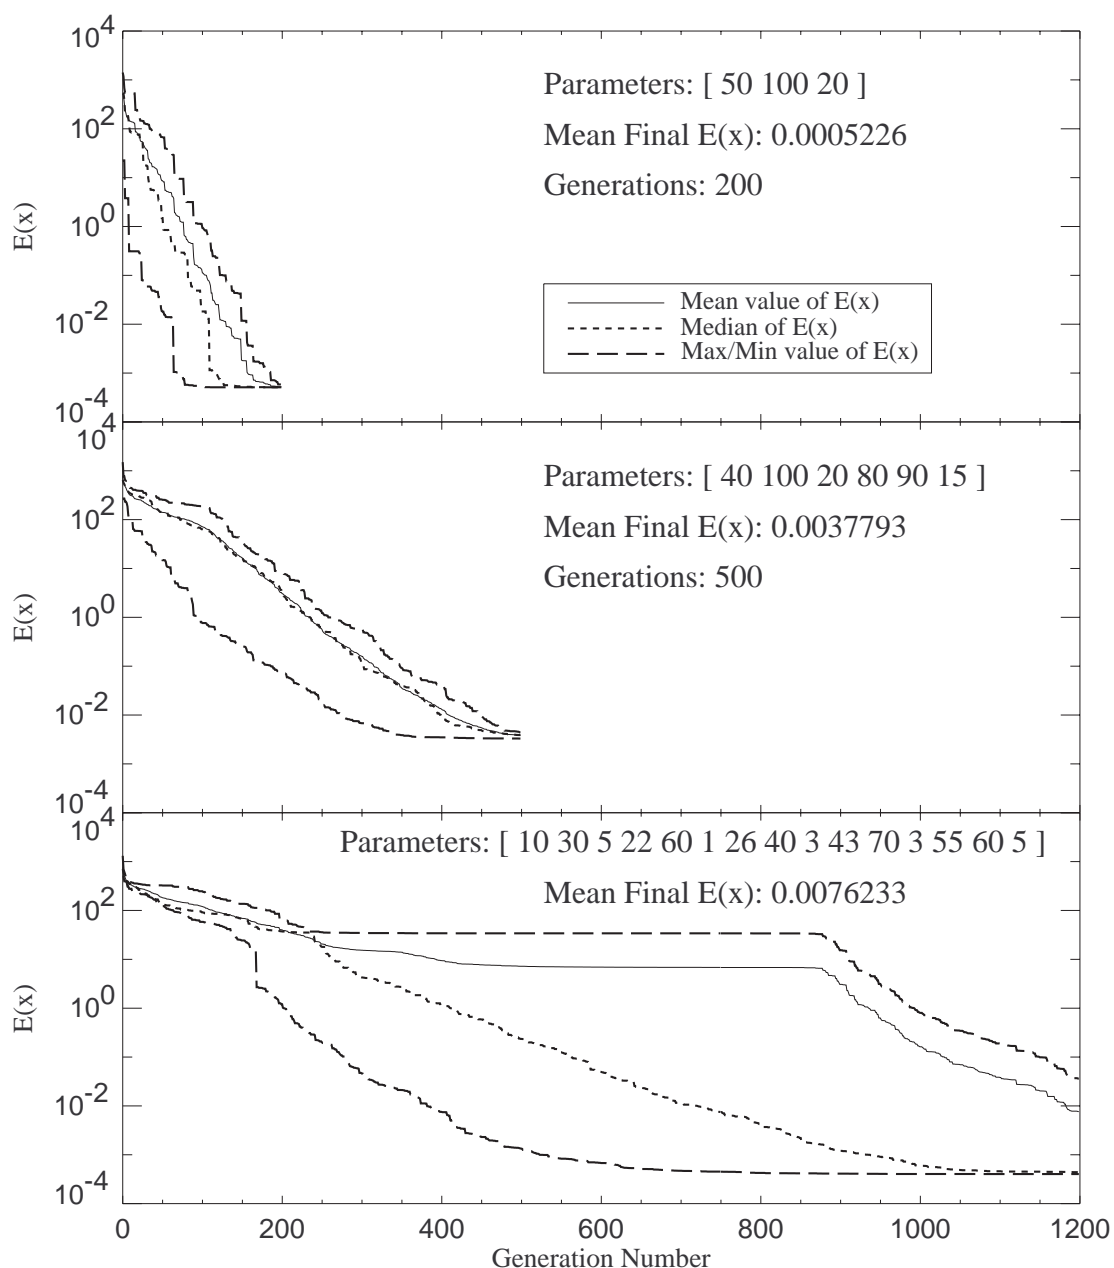 10^4
10^2
10^0
10^-2
10^-4
E(x)
Parameters: [ 50 100 20 ]
Mean Final E(x): 0.0005226
Generations: 200
Mean value of E(x)
Median of E(x)
Max/Min value of E(x)
10^4
10^2
10^0
10^-2
10^-4
E(x)
Parameters: [ 40 100 20 80 90 15 ]
Mean Final E(x): 0.0037793
Generations: 500
10^4
10^2
10^0
10^-2
10^-4
E(x)
Parameters: [ 10 30 5 22 60 1 26 40 3 43 70 3 55 60 5 ]
Mean Final E(x): 0.0076233
0 200 400 600 800 1000 1200
Generation Number